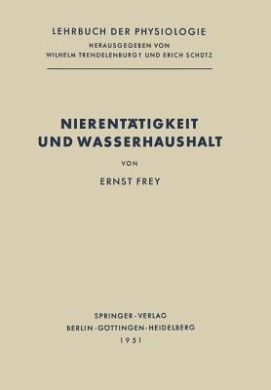 LEHRBUCH DER PHYSIOLOGIE
HERAUSGEGEBEN VON
WILHELM TRENDELENBURG† UND ERICH SCHÜTZ
NIERENTÄTIGKEIT
UND WASSERHAUSHALT
VON
ERNST FREY
SPRINGER-VERLAG
BERLIN · GÖTTINGEN · HEIDELBERG
1951